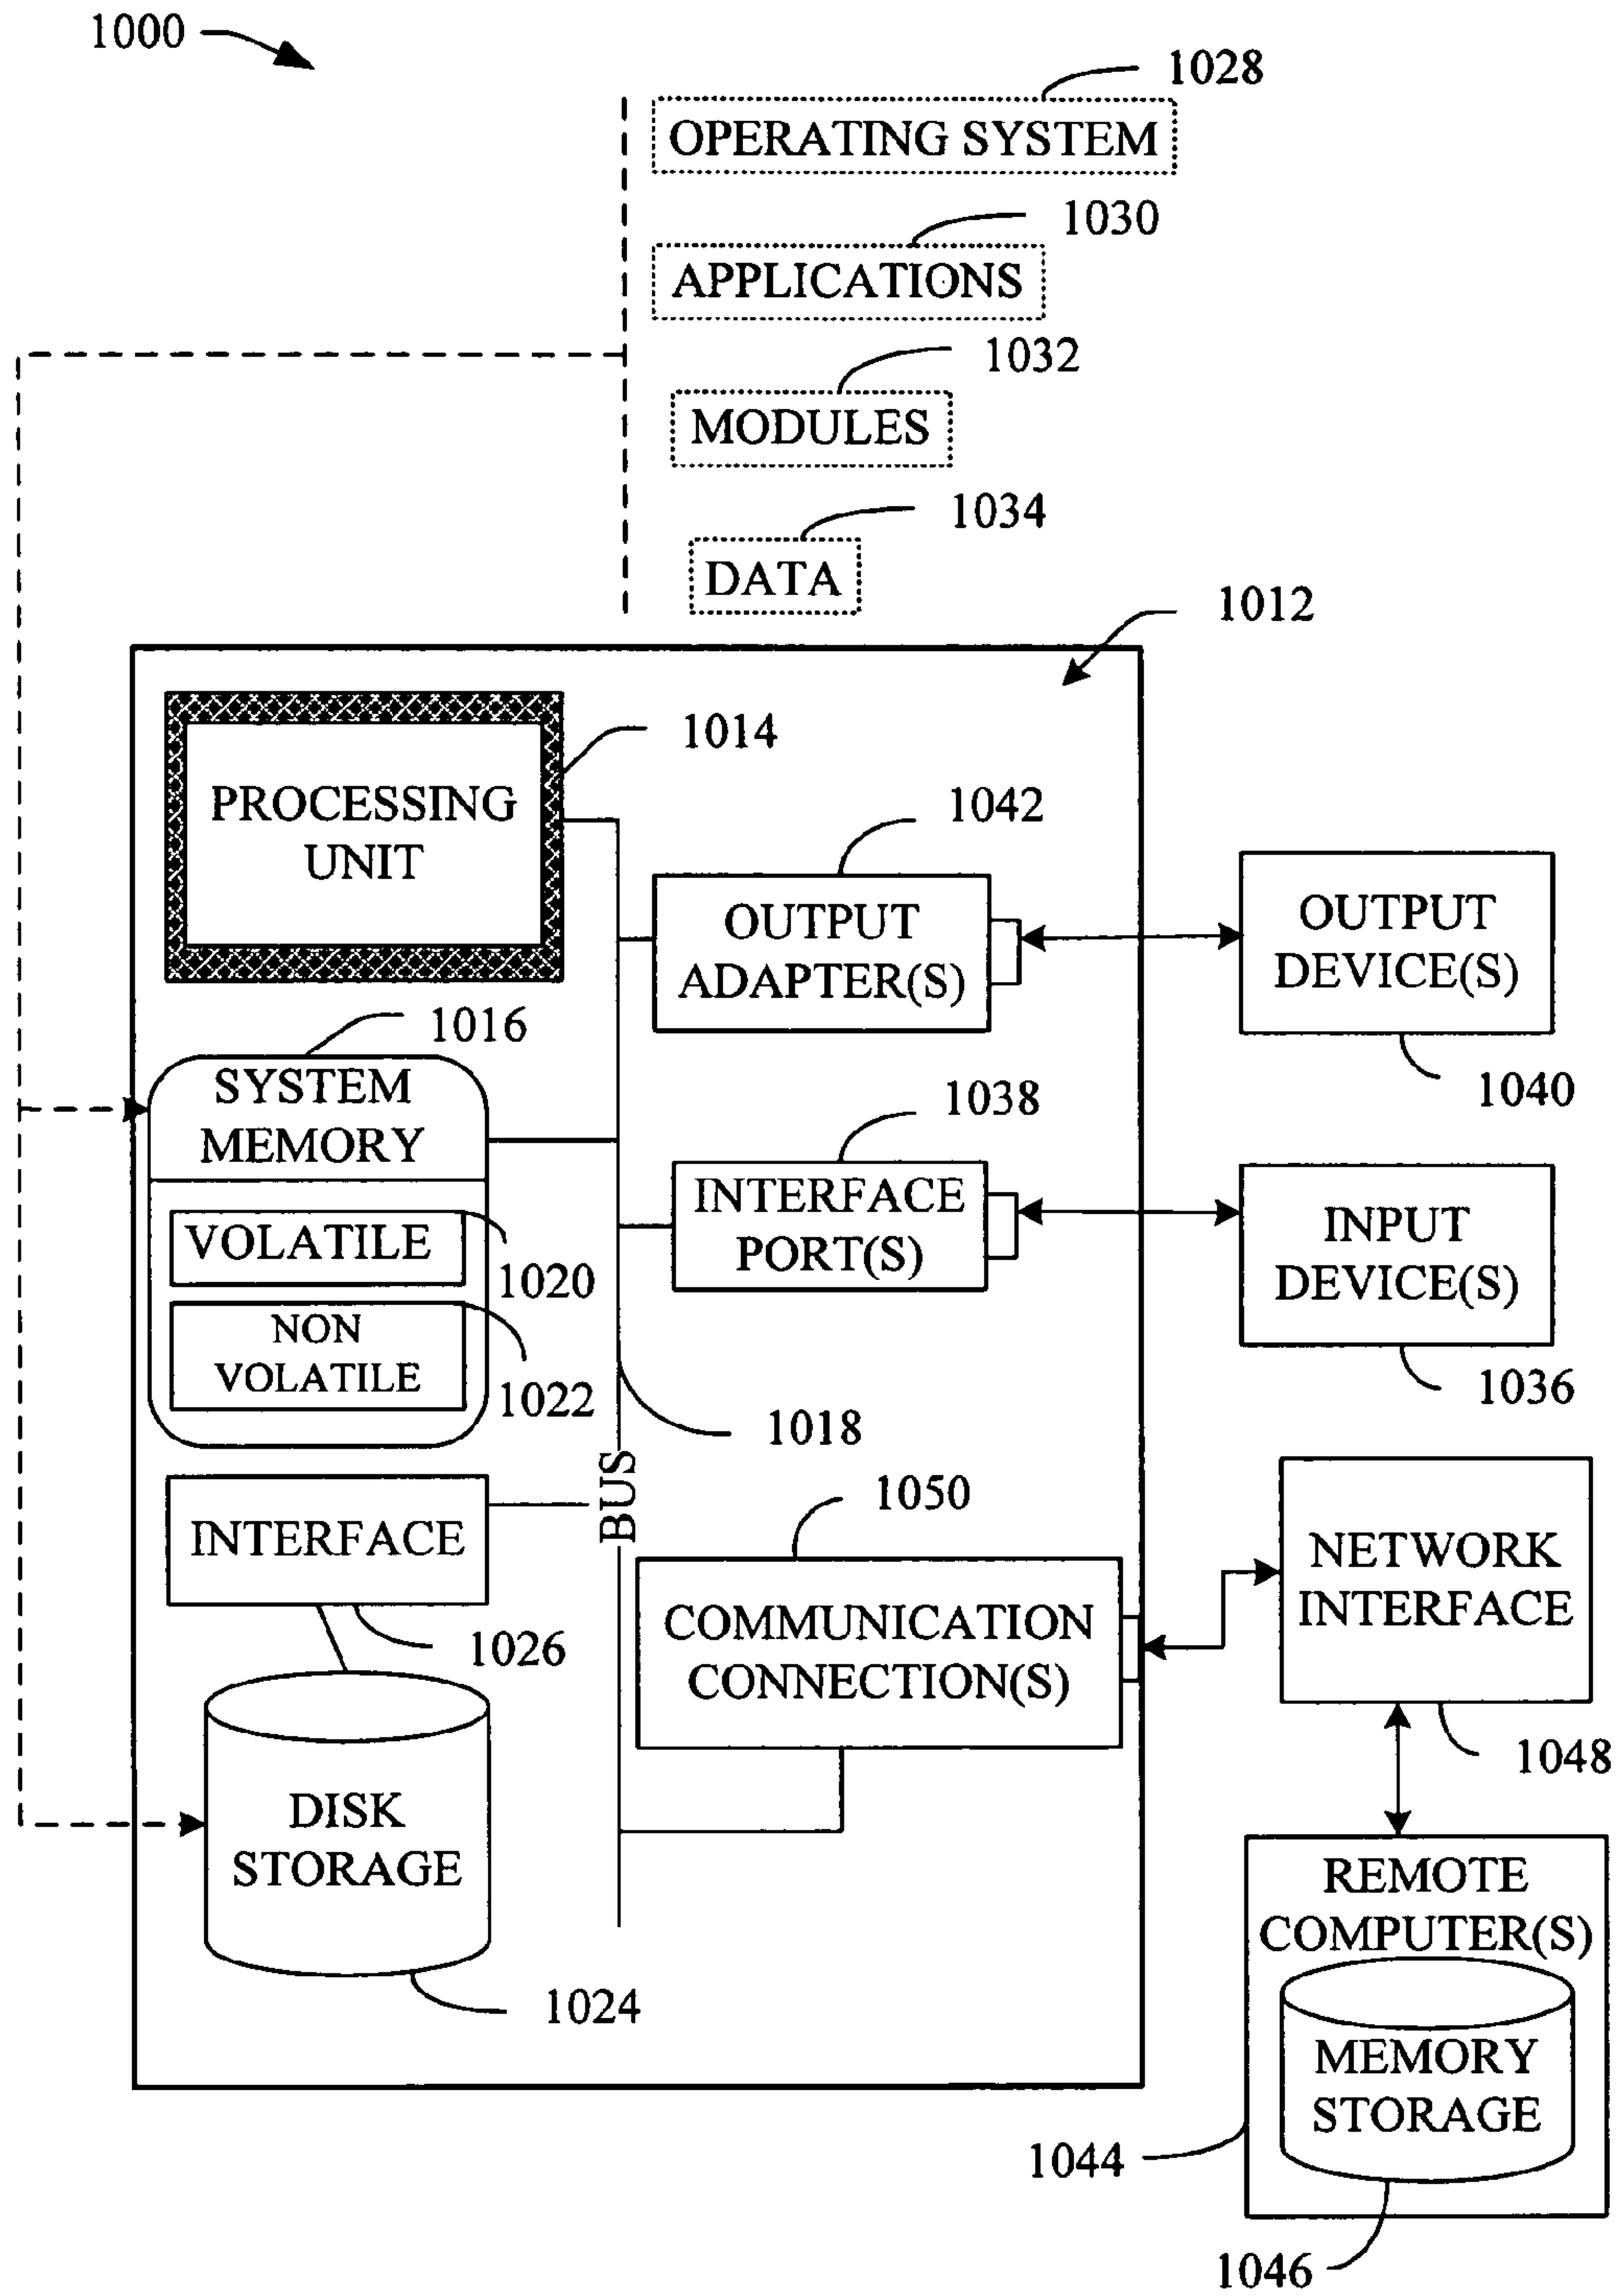 1000
1028
OPERATING SYSTEM
1030
APPLICATIONS
1032
MODULES
1034
DATA
1012
PROCESSING
UNIT
1014
1042
OUTPUT
ADAPTER(S)
OUTPUT
DEVICE(S)
1040
1016
SYSTEM
MEMORY
VOLATILE
1020
NON
VOLATILE
1022
1038
INTERFACE
PORT(S)
INPUT
DEVICE(S)
1036
1018
BUS
INTERFACE
1026
1050
COMMUNICATION
CONNECTION(S)
NETWORK
INTERFACE
1048
DISK
STORAGE
1024
REMOTE
COMPUTER(S)
MEMORY
STORAGE
1044
1046